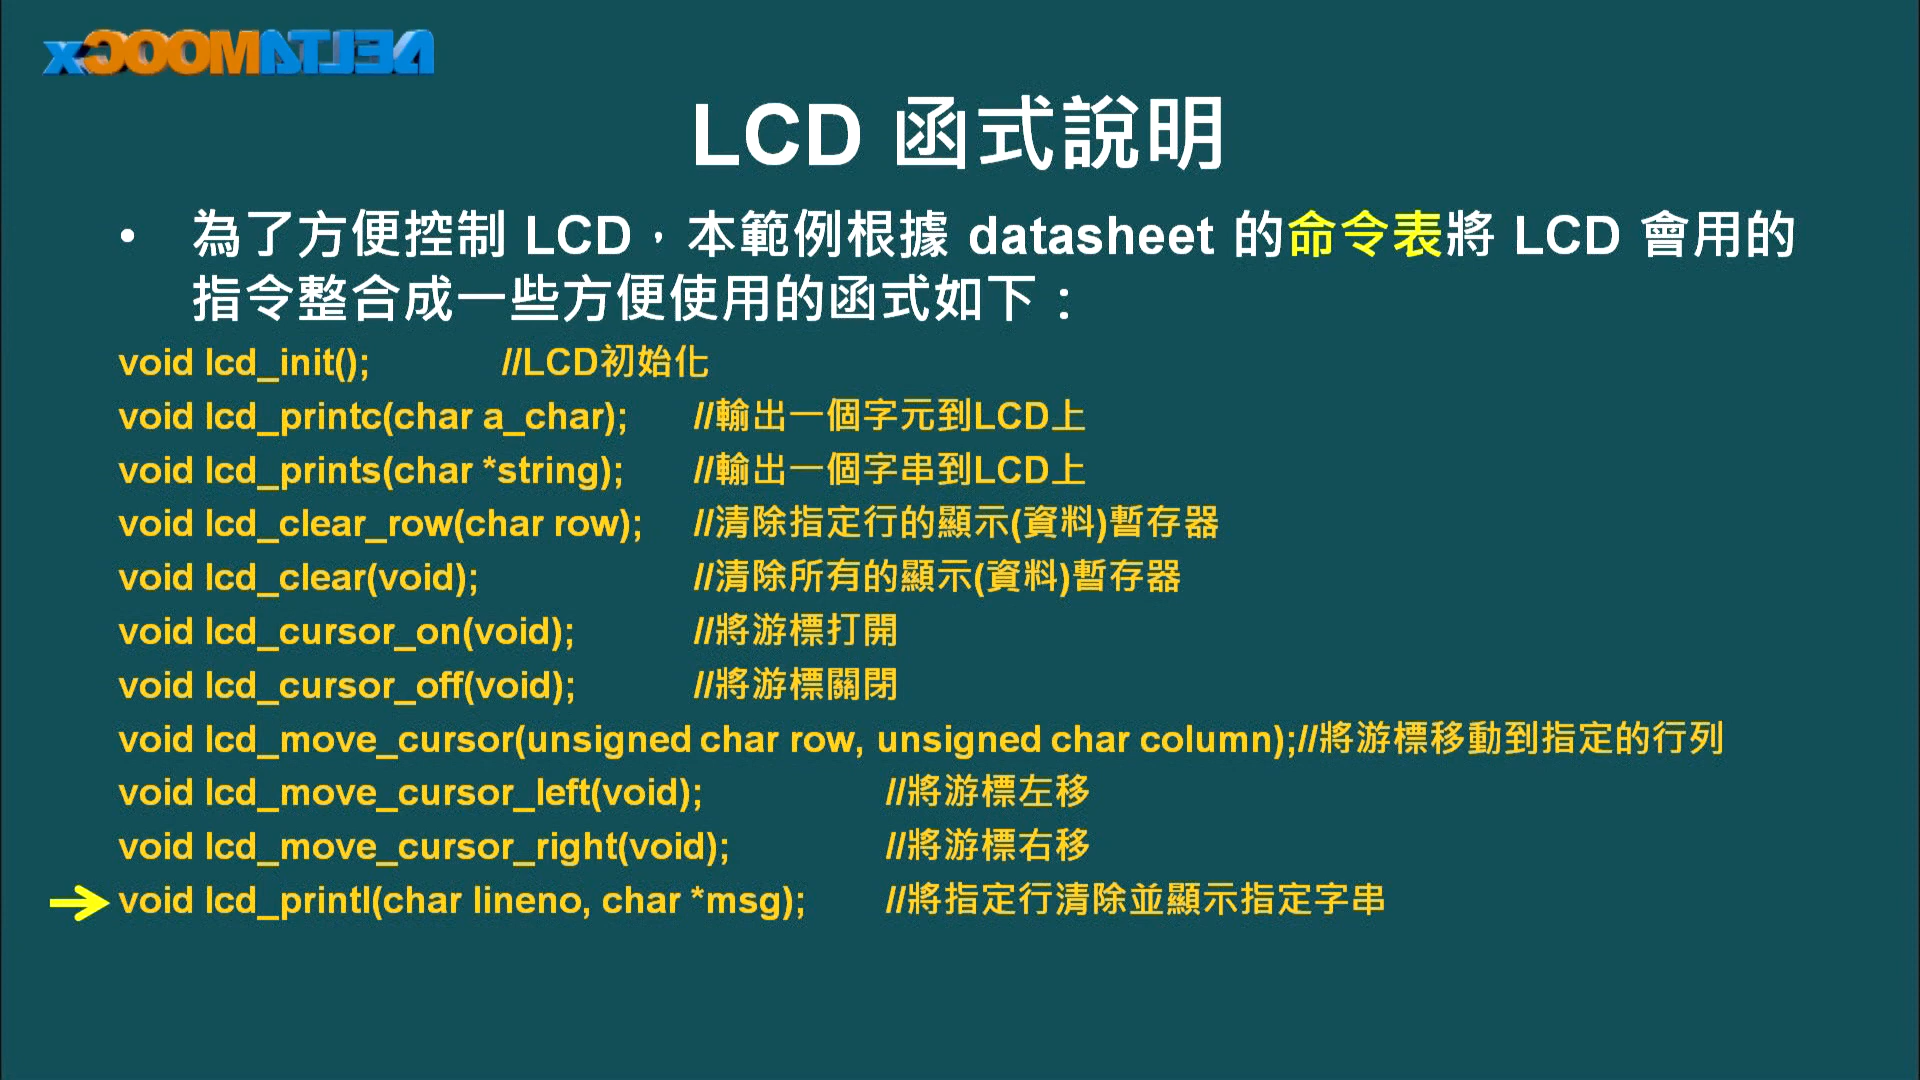 DELTAMOOCx
LCD 函式說明
• 為了方便控制 LCD，本範例根據 datasheet 的命令表將 LCD 會用的
指令整合成一些方便使用的函式如下：
void lcd_init(); //LCD初始化
void lcd_printc(char a_char); //輸出一個字元到LCD上
void lcd_prints(char *string); //輸出一個字串到LCD上
void lcd_clear_row(char row); //清除指定行的顯示(資料)暫存器
void lcd_clear(void); //清除所有的顯示(資料)暫存器
void lcd_cursor_on(void); //將游標打開
void lcd_cursor_off(void); //將游標關閉
void lcd_move_cursor(unsigned char row, unsigned char column);//將游標移動到指定的行列
void lcd_move_cursor_left(void); //將游標左移
void lcd_move_cursor_right(void); //將游標右移
void lcd_printl(char lineno, char *msg); //將指定行清除並顯示指定字串